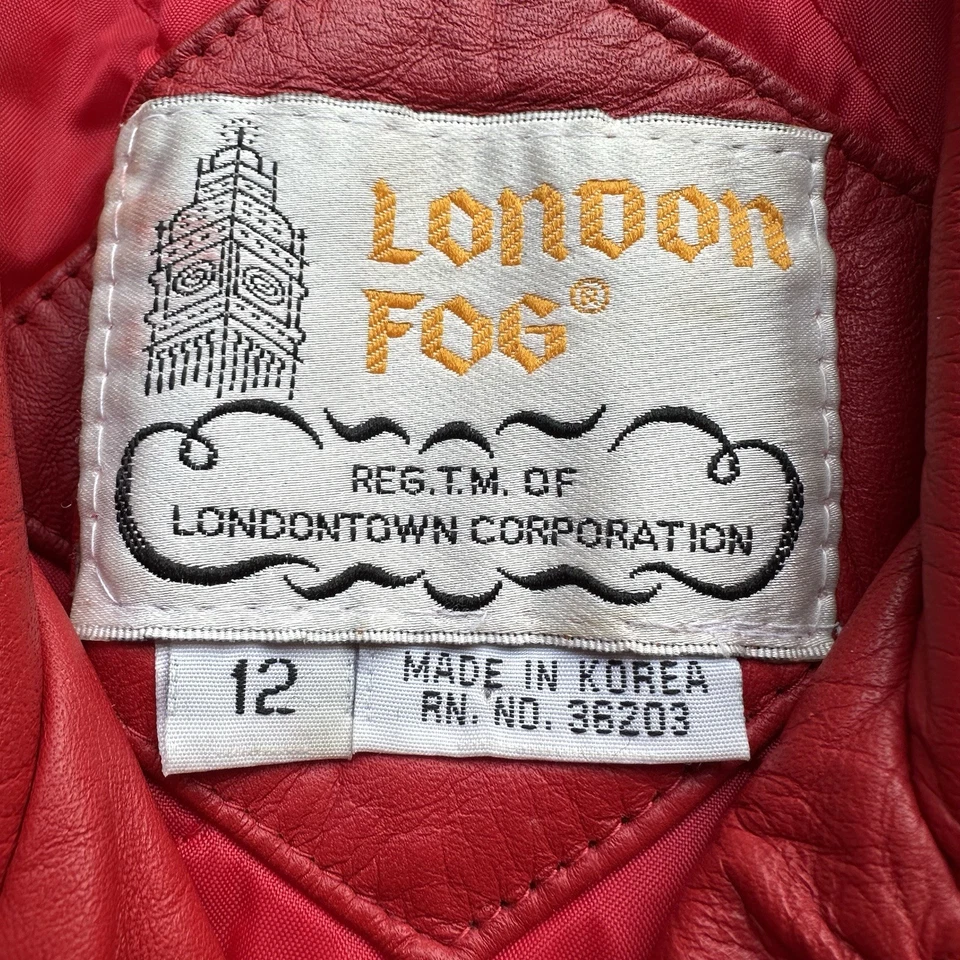 LONDON
FOG®
REG.T.M. OF
LONDONTOWN CORPORATION
12
MADE IN KOREA
RN. NO. 36203